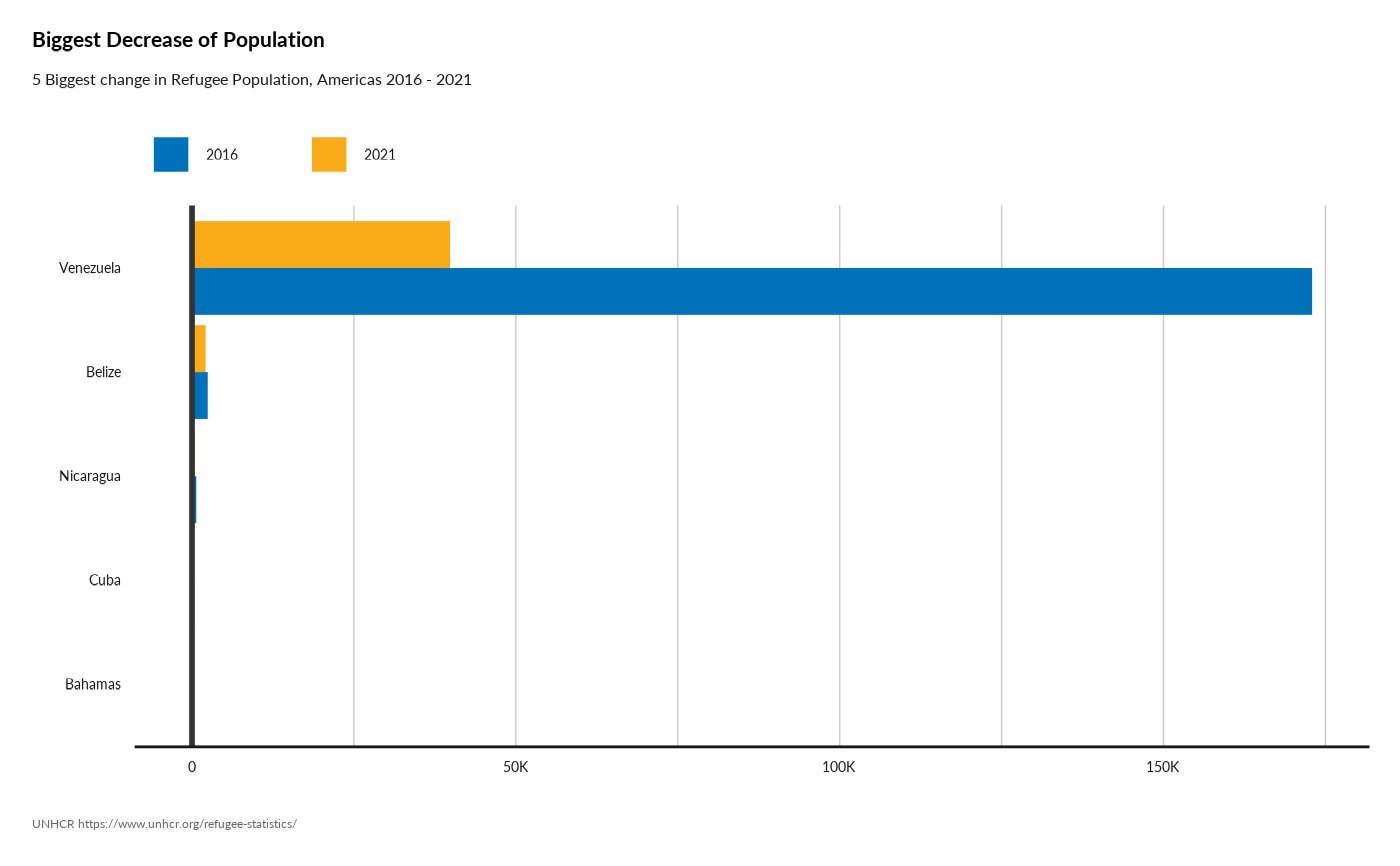 Biggest Decrease of Population
5 Biggest change in Refugee Population, Americas 2016 - 2021
2016 2021
Venezuela
Belize
Nicaragua
Cuba
Bahamas
0 50K 100K 150K
UNHCR https://www.unhcr.org/refugee-statistics/